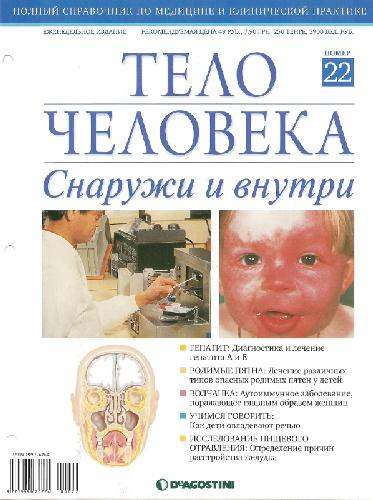 ПОЛНЫЙ СПРАВОЧНИК ПО МЕДИЦИНЕ И КЛИНИЧЕСКОЙ ПРАКТИКЕ
ЕЖЕНЕДЕЛЬНОЕ ИЗДАНИЕ
РЕКОМЕНДУЕМАЯ ЦЕНА 49 РУБ., 7,90 ГРН, 250 ТЕНГЕ, 3900 БЕЛ. РУБ.
НОМЕР
22
ТЕЛО
ЧЕЛОВЕКА
Снаружи и внутри
ГЕПАТИТ: Диагностика и лечение
гепатита А и В
РОДИМЫЕ ПЯТНА: Лечение различных
типов опасных родимых пятен у детей
ВОЛЧАНКА: Аутоиммунное заболевание,
поражающее главным образом женщин
УЧИМСЯ ГОВОРИТЬ:
Как дети овладевают речью
ИССЛЕДОВАНИЕ ПИЩЕВОГО
ОТРАВЛЕНИЯ: Определение причин
расстройства желудка
DEAGOSTINI